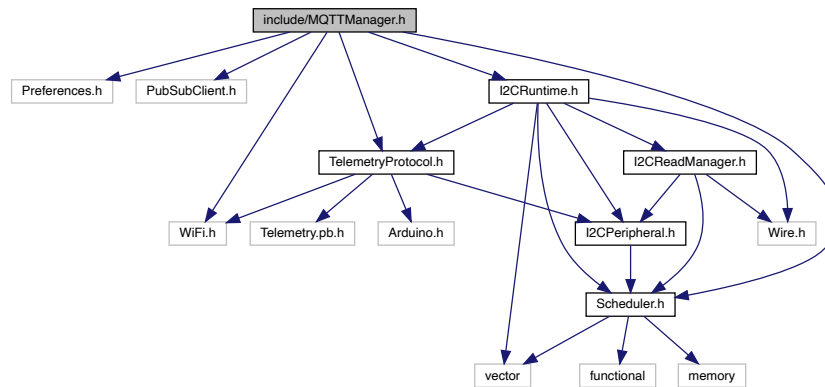 include/MQTTManager.h
Preferences.h
PubSubClient.h
I2CRuntime.h
TelemetryProtocol.h
I2CReadManager.h
WiFi.h
Telemetry.pb.h
Arduino.h
I2CPeripheral.h
Wire.h
Scheduler.h
vector
functional
memory